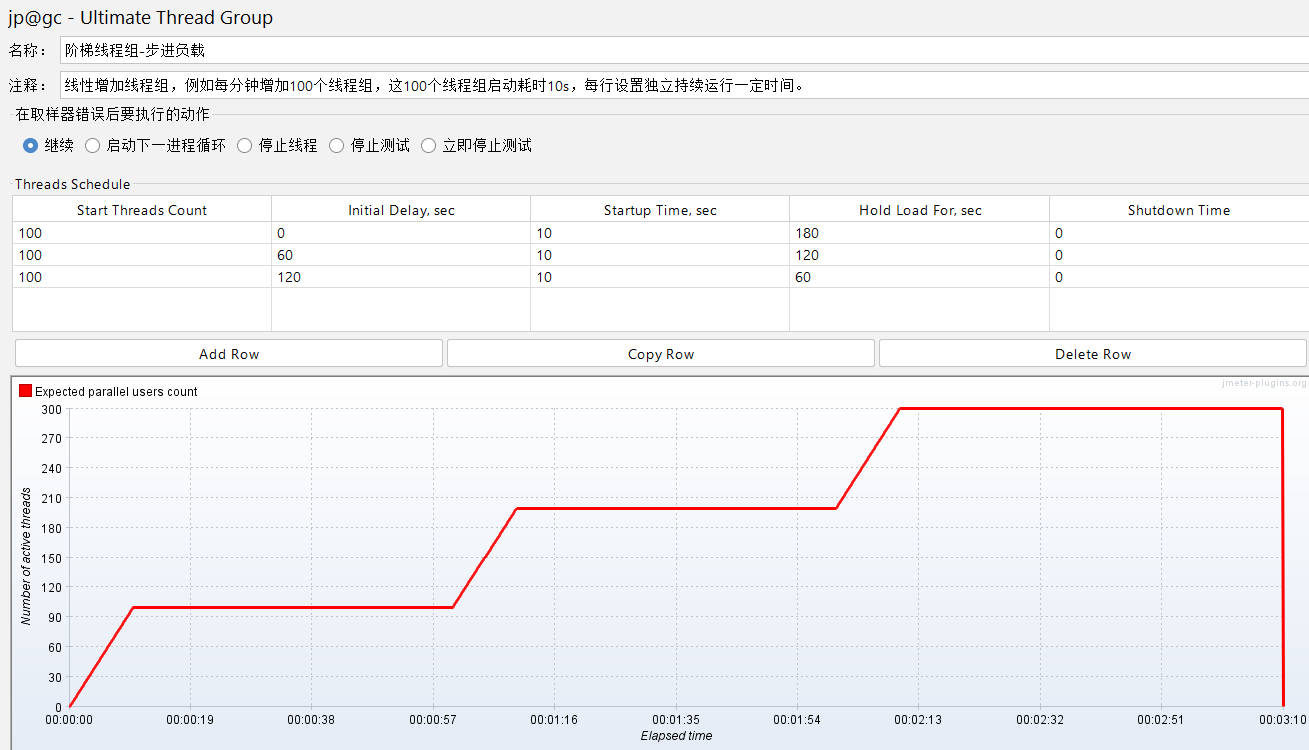 jp@gc - Ultimate Thread Group
名称： 阶梯线程组-步进负载
注释： 线性增加线程组，例如每分钟增加100个线程组，这100个线程组启动耗时10s，每行设置独立持续运行一定时间。
在取样器错误后要执行的动作
继续 启动下一进程循环 停止线程 停止测试 立即停止测试
Threads Schedule
Start Threads Count Initial Delay, sec Startup Time, sec Hold Load For, sec Shutdown Time
100 0 10 180 0
100 60 10 120 0
100 120 10 60 0
Add Row Copy Row Delete Row
jmeter-plugins.org
Expected parallel users count
300
270
240
210
180
150
120
90
60
30
0
Number of active threads
00:00:00 00:00:19 00:00:38 00:00:57 00:01:16 00:01:35 00:01:54 00:02:13 00:02:32 00:02:51 00:03:10
Elapsed time